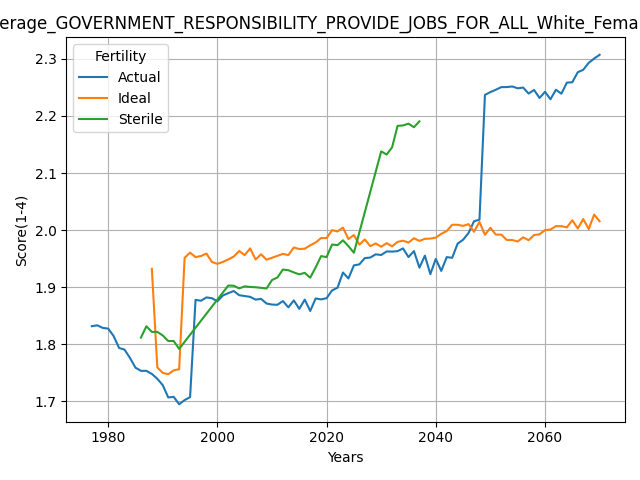 erage_GOVERNMENT_RESPONSIBILITY_PROVIDE_JOBS_FOR_ALL_White_Fema
Fertility
Actual
Ideal
Sterile
Score(1-4)
2.3
2.2
2.1
2.0
1.9
1.8
1.7
1980 2000 2020 2040 2060
Years